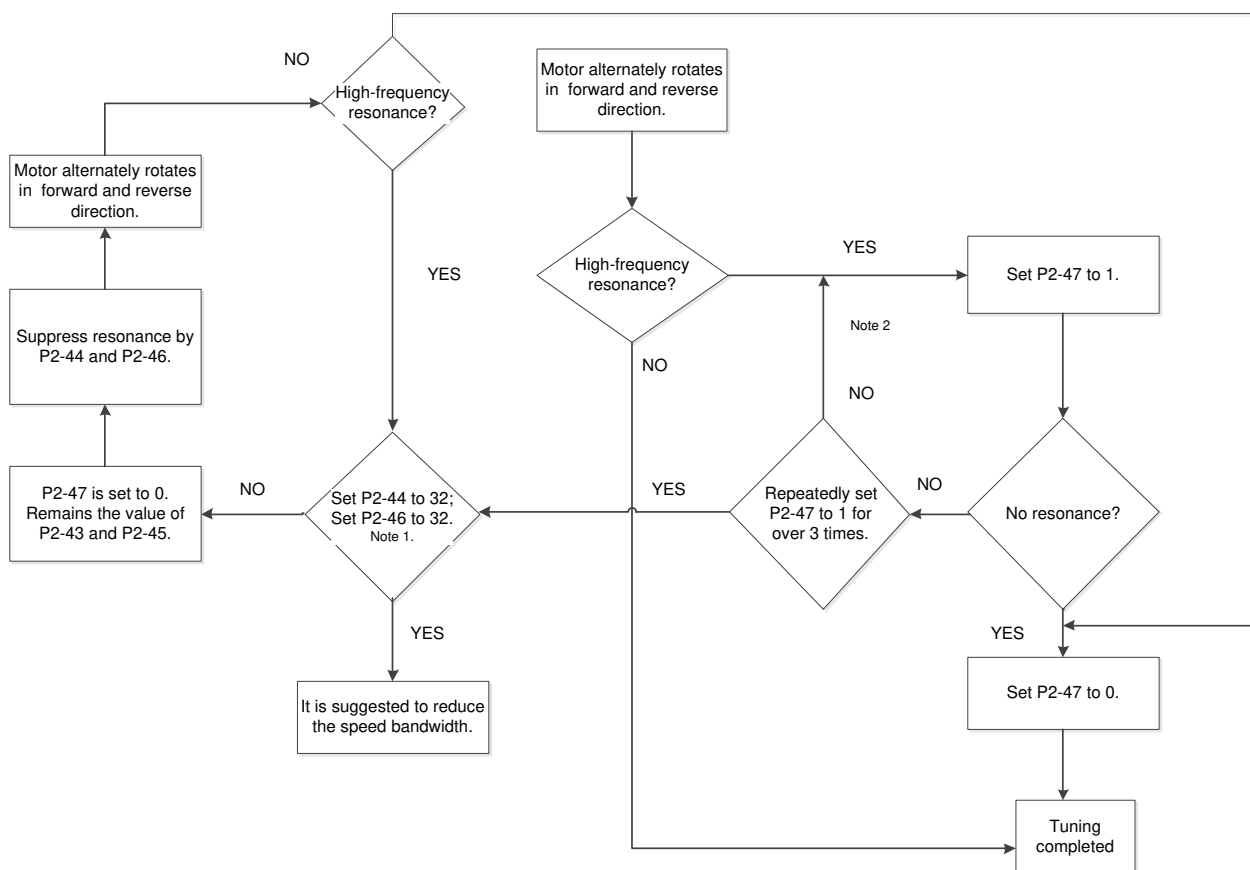 NO
High-frequency
resonance?
Motor alternately rotates
in forward and reverse
direction.
YES
Suppress resonance by
P2-44 and P2-46.
P2-47 is set to 0.
Remains the value of
P2-43 and P2-45.
NO
Set P2-44 to 32;
Set P2-46 to 32.
Note 1.
YES
It is suggested to reduce
the speed bandwidth.
Motor alternately rotates
in forward and reverse
direction.
High-frequency
resonance?
YES
NO
Set P2-47 to 1.
Note 2
NO
YES
Repeatedly set
P2-47 to 1 for
over 3 times.
NO
No resonance?
YES
Set P2-47 to 0.
Tuning
completed